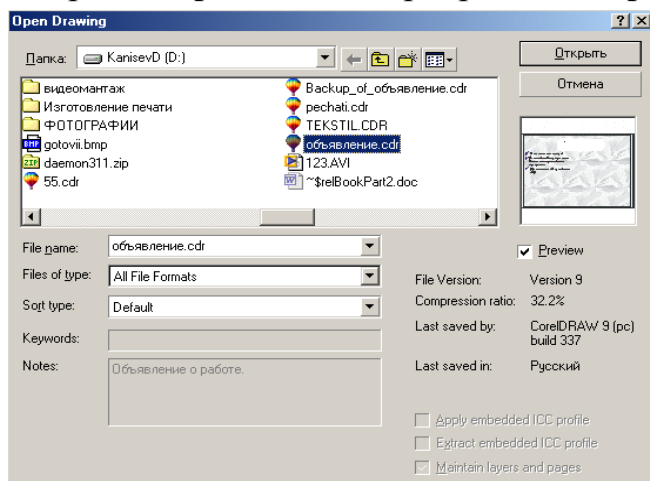 Open Drawing
Папка: KanisevD (D:)
Открыть
Отмена
видеомантаж
Изготовление печати
ФОТОГРАФИИ
gotovii.bmp
daemon311.zip
55.cdr
Backup_of_объявление.cdr
pechati.cdr
TEKSTIL.CDR
объявление.cdr
123.AVI
~$relBookPart2.doc
File name: объявление.cdr
Files of type: All File Formats
Sort type: Default
Keywords:
Notes: Объявление о работе.
Preview
File Version: Version 9
Compression ratio: 32.2%
Last saved by: CorelDRAW 9 (pc)
build 337
Last saved in: Русский
Apply embedded ICC profile
Extract embedded ICC profile
Maintain layers and pages